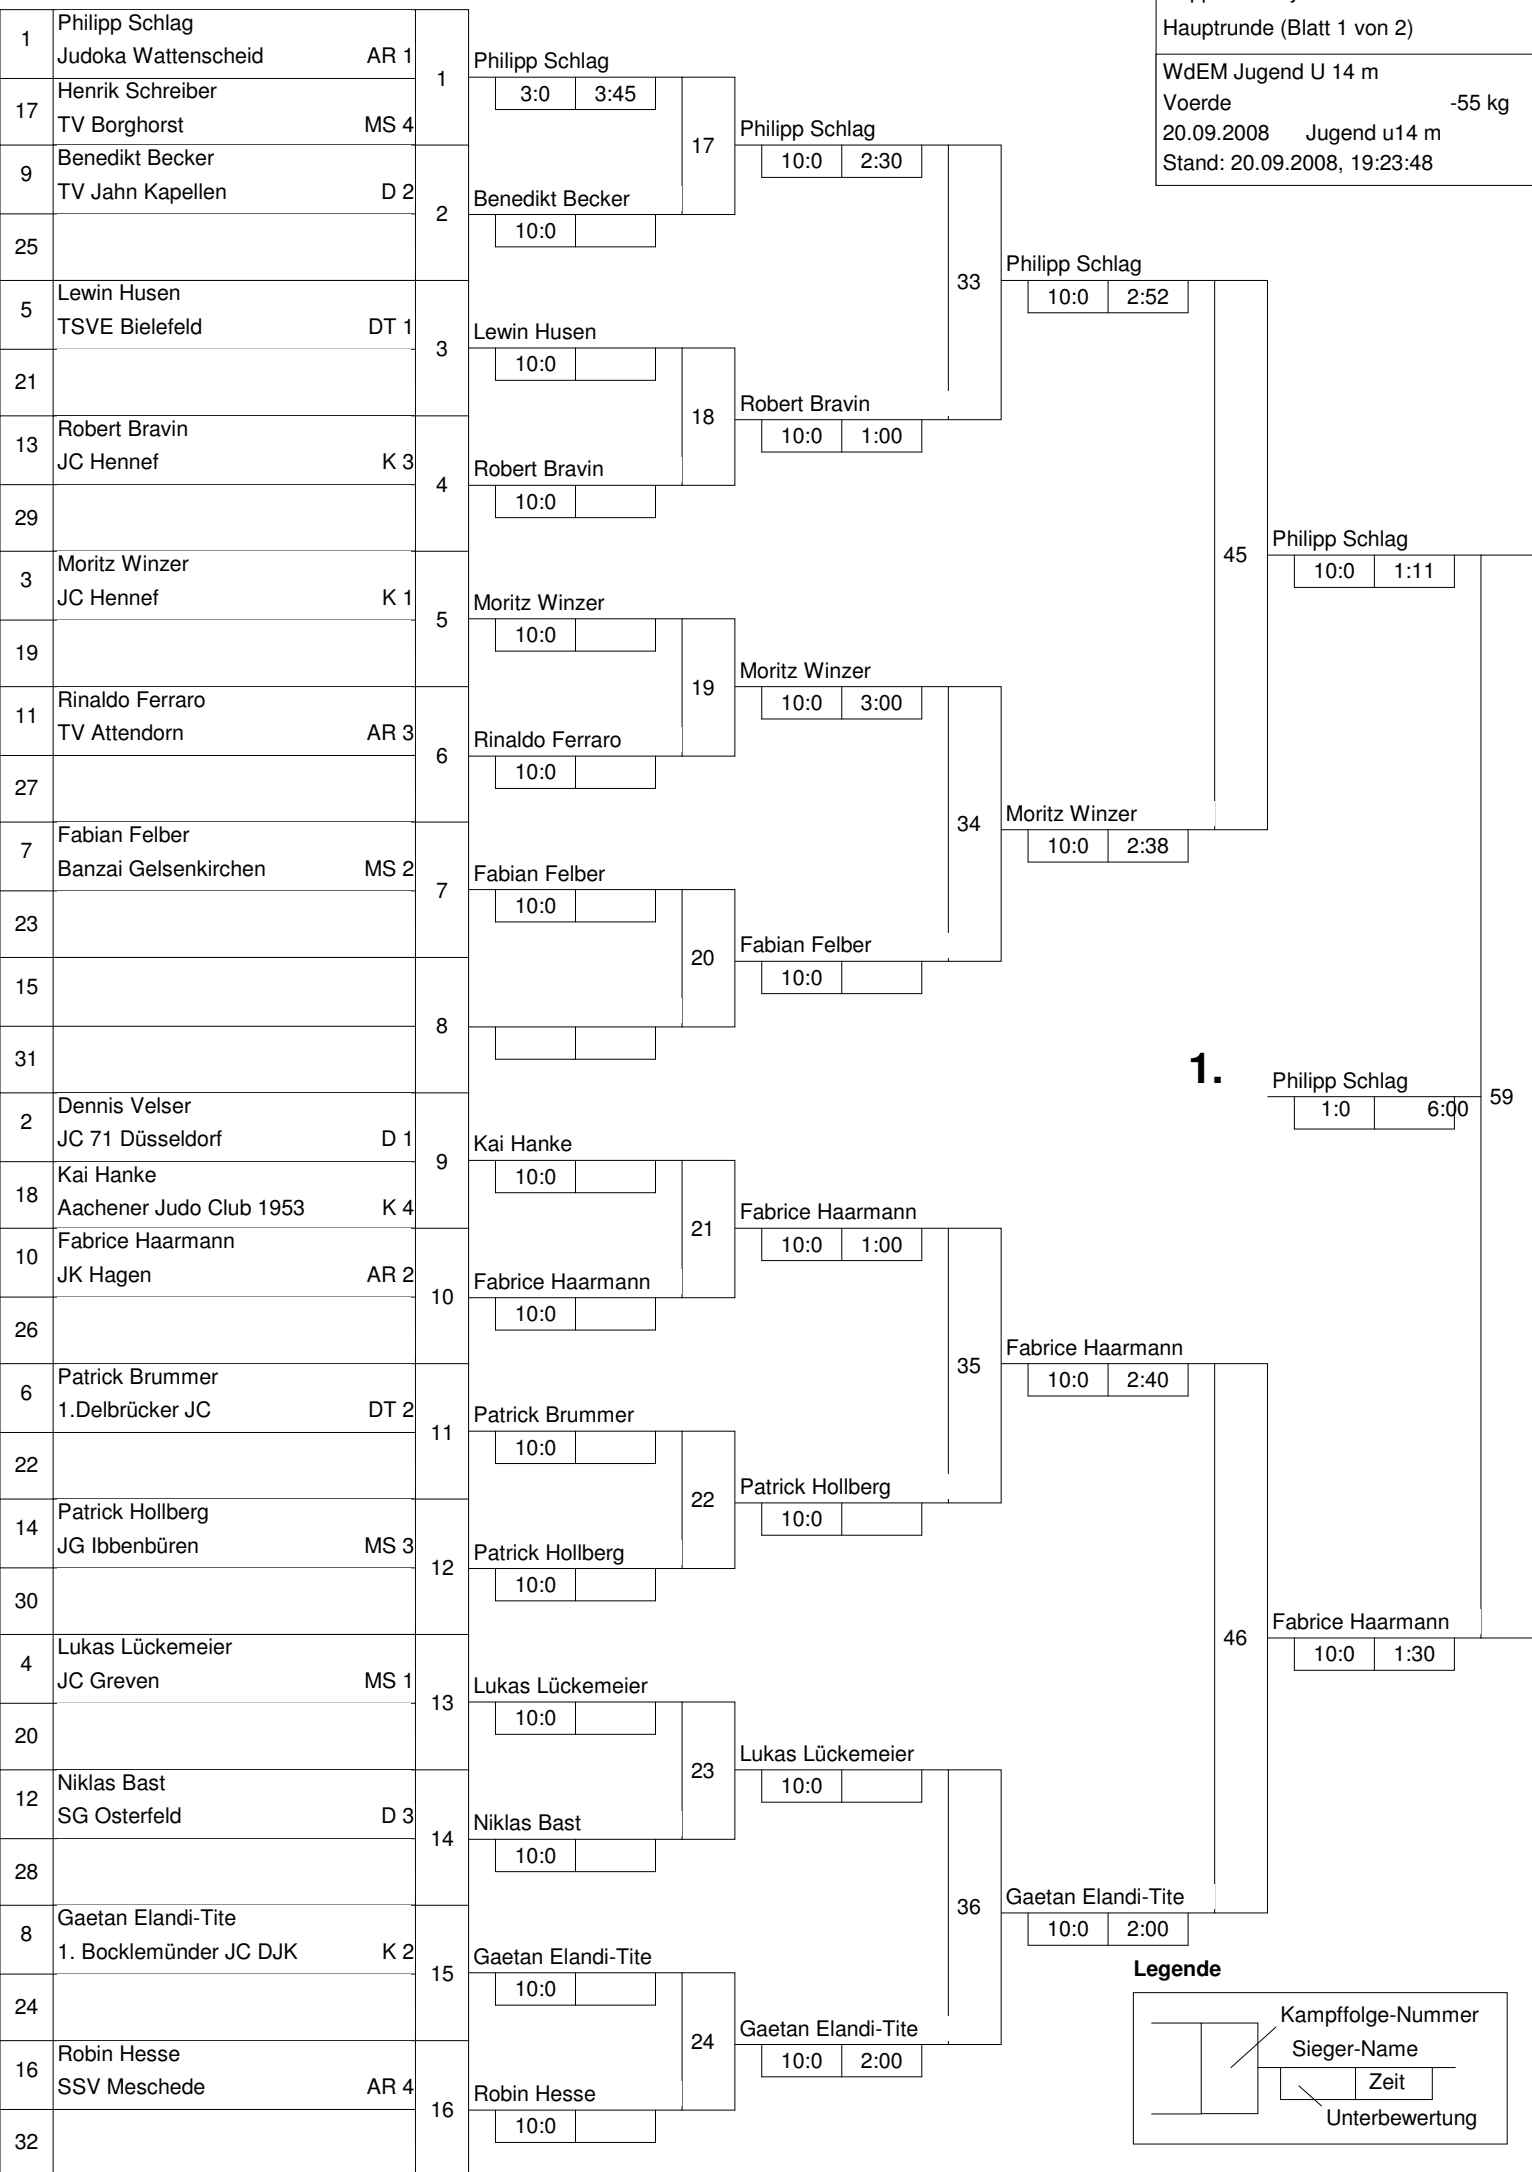 Hauptrunde (Blatt 1 von 2)
WdEM Jugend U 14 m
Voerde -55 kg
20.09.2008 Jugend u14 m
Stand: 20.09.2008, 19:23:48
1 Philipp Schlag
Judoka Wattenscheid AR 1
17 Henrik Schreiber
TV Borghorst MS 4
9 Benedikt Becker
TV Jahn Kapellen D 2
25
5 Lewin Husen
TSVE Bielefeld DT 1
21
13 Robert Bravin
JC Hennef K 3
29
3 Moritz Winzer
JC Hennef K 1
19
11 Rinaldo Ferraro
TV Attendorn AR 3
27
7 Fabian Felber
Banzai Gelsenkirchen MS 2
23
15
31
2 Dennis Velser
JC 71 Düsseldorf D 1
18 Kai Hanke
Aachener Judo Club 1953 K 4
10 Fabrice Haarmann
JK Hagen AR 2
26
6 Patrick Brummer
1.Delbrücker JC DT 2
22
14 Patrick Hollberg
JG Ibbenbüren MS 3
30
4 Lukas Lückemeier
JC Greven MS 1
20
12 Niklas Bast
SG Osterfeld D 3
28
8 Gaetan Elandi-Tite
1. Bocklemünder JC DJK K 2
24
16 Robin Hesse
SSV Meschede AR 4
32
1 Philipp Schlag
3:0 3:45
2 Benedikt Becker
10:0
3 Lewin Husen
10:0
4 Robert Bravin
10:0
5 Moritz Winzer
10:0
6 Rinaldo Ferraro
10:0
7 Fabian Felber
10:0
8
9 Kai Hanke
10:0
10 Fabrice Haarmann
10:0
11 Patrick Brummer
10:0
12 Patrick Hollberg
10:0
13 Lukas Lückemeier
10:0
14 Niklas Bast
10:0
15 Gaetan Elandi-Tite
10:0
16 Robin Hesse
10:0
17 Philipp Schlag
10:0 2:30
18 Robert Bravin
10:0 1:00
19 Moritz Winzer
10:0 3:00
20 Fabian Felber
10:0
21 Fabrice Haarmann
10:0 1:00
22 Patrick Hollberg
10:0
23 Lukas Lückemeier
10:0
24 Gaetan Elandi-Tite
10:0 2:00
33 Philipp Schlag
10:0 2:52
34 Moritz Winzer
10:0 2:38
35 Fabrice Haarmann
10:0 2:40
36 Gaetan Elandi-Tite
10:0 2:00
45 Philipp Schlag
10:0 1:11
46 Fabrice Haarmann
10:0 1:30
1. Philipp Schlag 59
1:0 6:00
Legende
Kampffolge-Nummer
Sieger-Name
Zeit
Unterbewertung